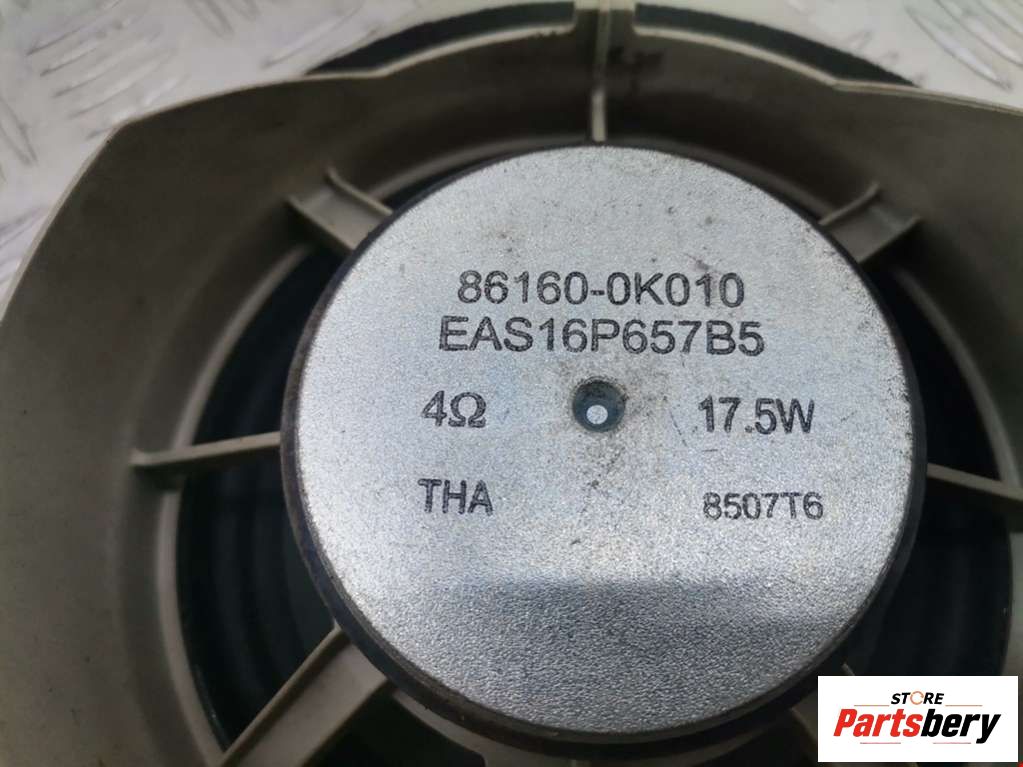 86160-0K010
EAS16P657B5
4Ω 17.5W
THA 8507T6
STORE
Partsbery